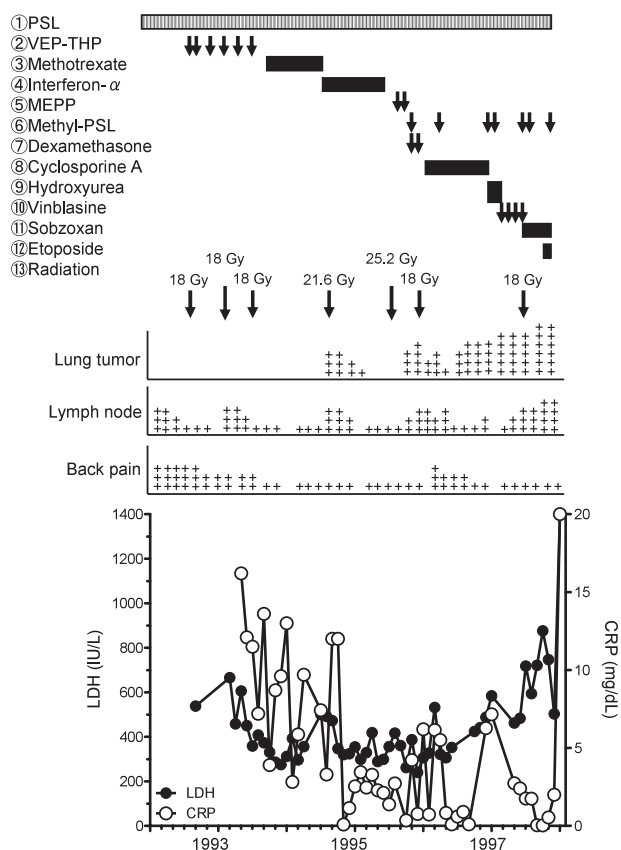 ①PSL
②VEP-THP
③Methotrexate
④Interferon-α
⑤MEPP
⑥Methyl-PSL
⑦Dexamethasone
⑧Cyclosporine A
⑨Hydroxyurea
⑩Vinblasine
⑪Sobzoxan
⑫Etoposide
⑬Radiation
18 Gy 25.2 Gy
18 Gy 18 Gy 21.6 Gy 18 Gy 18 Gy
Lung tumor
Lymph node
Back pain
1400 20
1200
1000 15
800
600 10
400 5
200
0 0
LDH (IU/L)
CRP (mg/dL)
LDH
CRP
1993 1995 1997